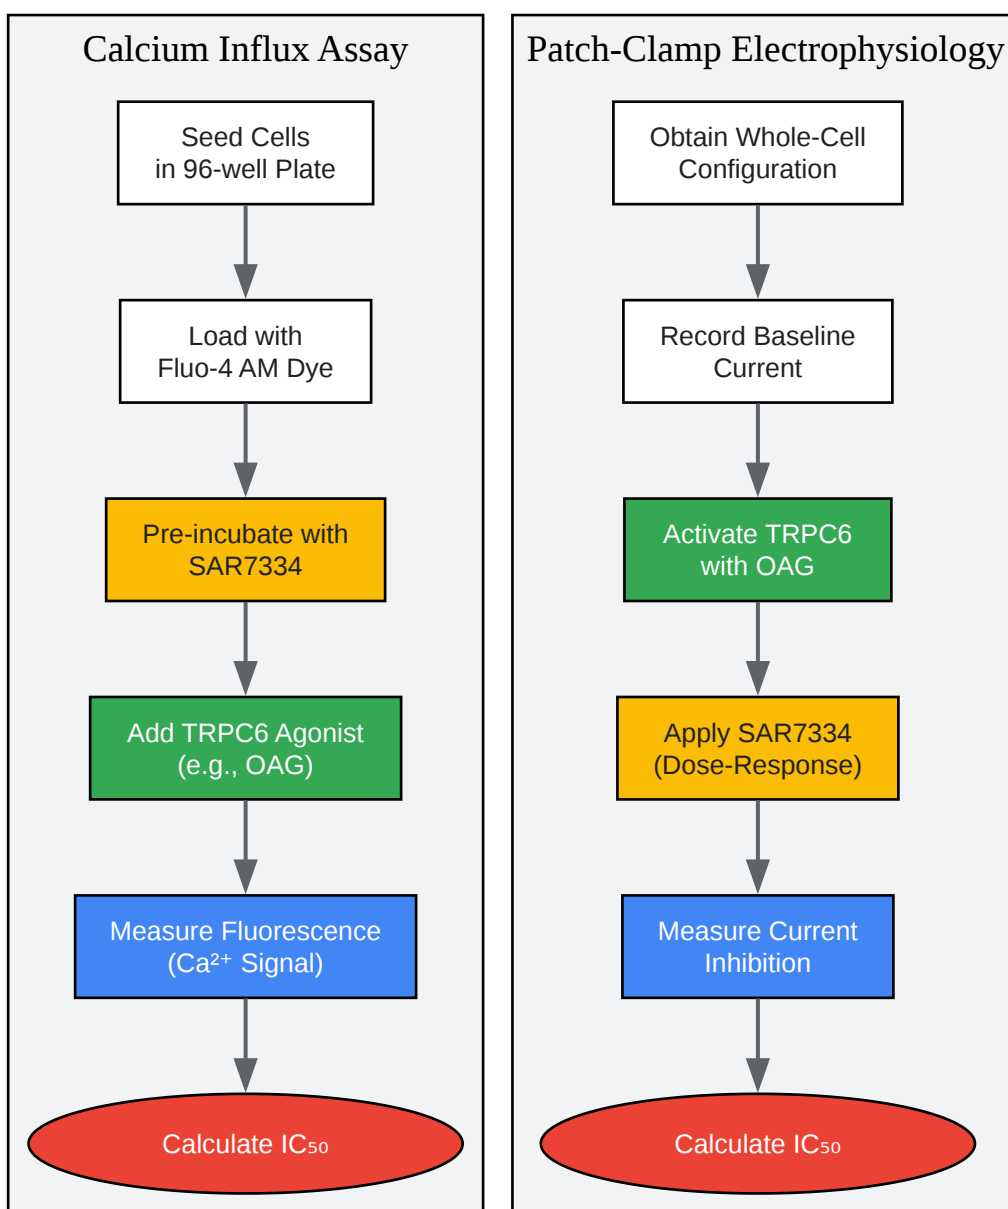 Calcium Influx Assay
Seed Cells
in 96-well Plate
Load with
Fluo-4 AM Dye
Pre-incubate with
SAR7334
Add TRPC6 Agonist
(e.g., OAG)
Measure Fluorescence
(Ca²⁺ Signal)
Calculate IC₅₀
Patch-Clamp Electrophysiology
Obtain Whole-Cell
Configuration
Record Baseline
Current
Activate TRPC6
with OAG
Apply SAR7334
(Dose-Response)
Measure Current
Inhibition
Calculate IC₅₀